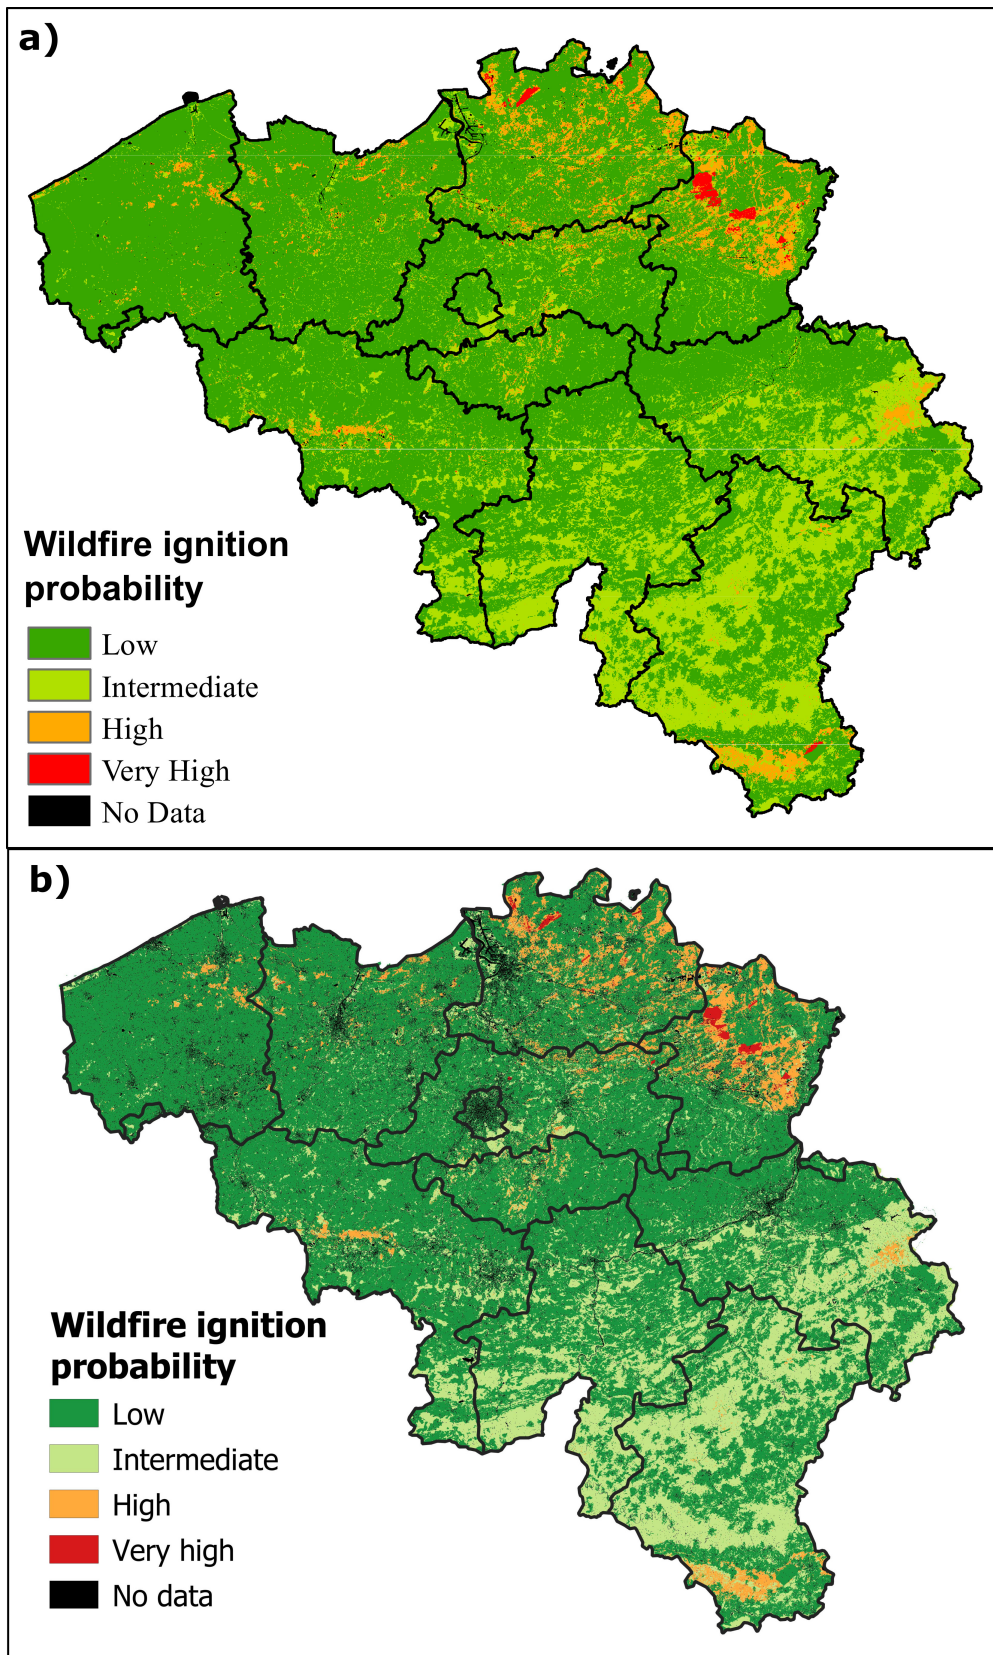 a)
Wildfire ignition
probability
Low
Intermediate
High
Very High
No Data
b)
Wildfire ignition
probability
Low
Intermediate
High
Very high
No data